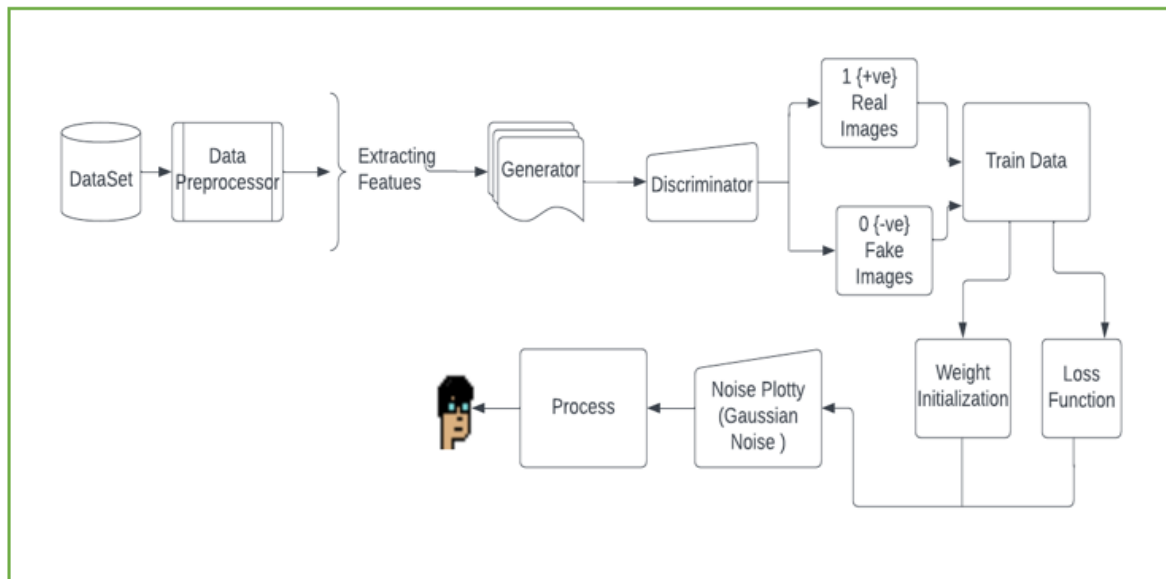 DataSet
Data
Preprocessor
Extracting
Featues
Generator
Discriminator
1 {+ve}
Real
Images
0 {-ve}
Fake
Images
Train Data
Weight
Initialization
Loss
Function
Noise Plotty
(Gaussian
Noise )
Process